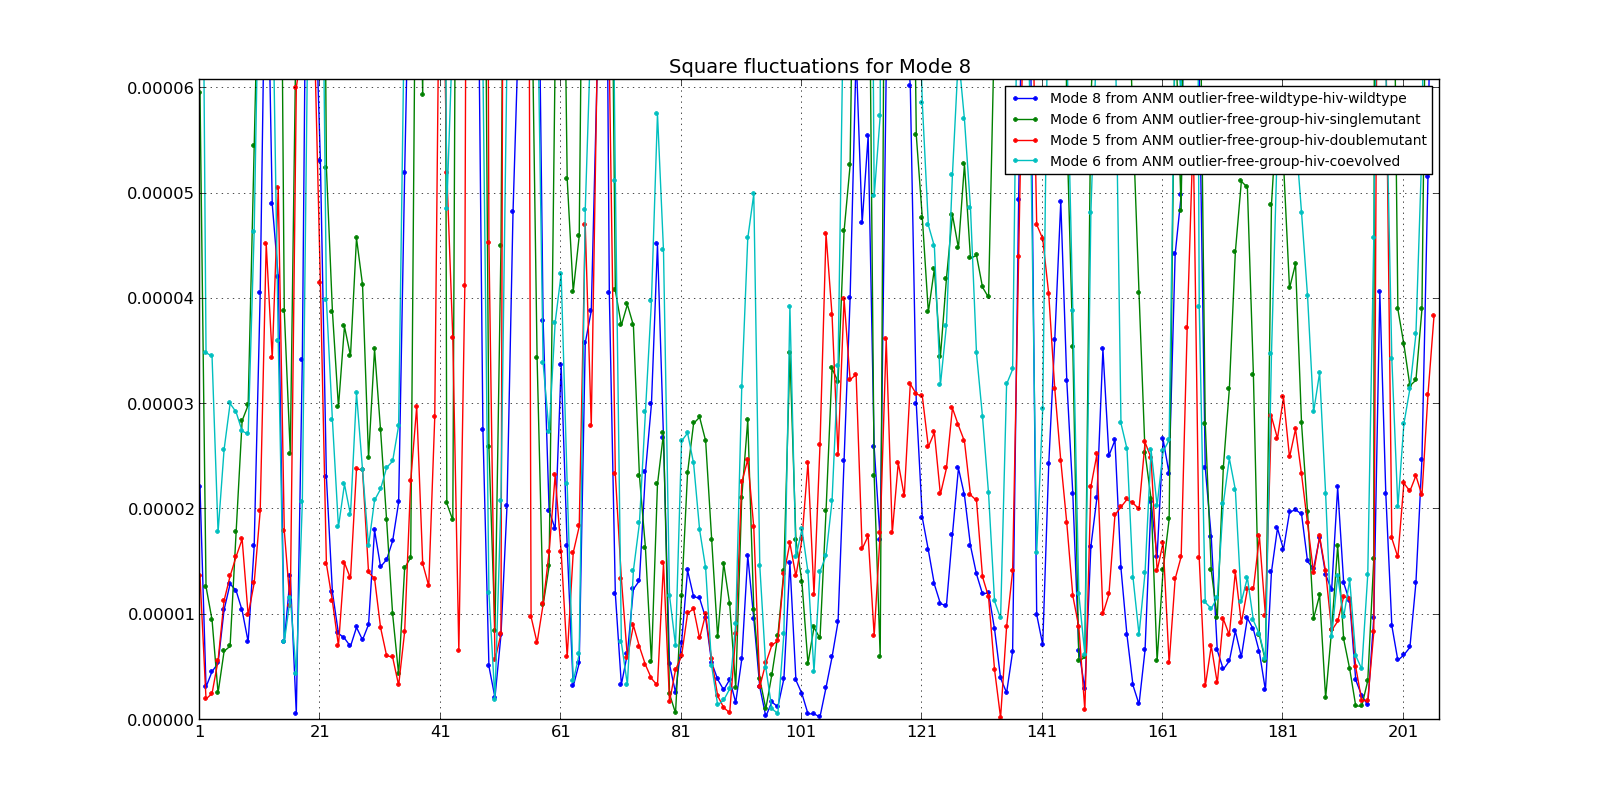 Square fluctuations for Mode 8
0.00006
0.00005
0.00004
0.00003
0.00002
0.00001
0.00000
1 21 41 61 81 101 121 141 161 181 201
Mode 8 from ANM outlier-free-wildtype-hiv-wildtype
Mode 6 from ANM outlier-free-group-hiv-singlemutant
Mode 5 from ANM outlier-free-group-hiv-doublemutant
Mode 6 from ANM outlier-free-group-hiv-coevolved